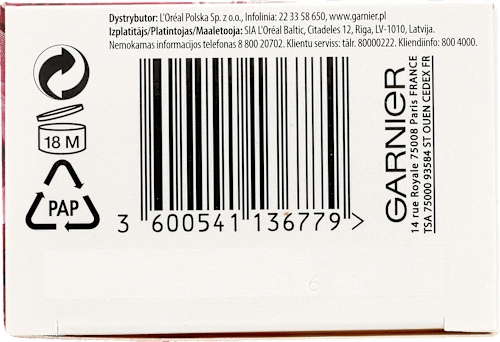 Dystrybutor: L'Oréal Polska Sp. z o.o., Infolinia: 22 33 58 650, www.garnier.pl
Izplatītājs/Platintojas/Maaletooja: SIA L'Oréal Baltic, Citadeles 12, Riga, LV-1010, Latvija.
Nemokamas informacijos telefonas 8 800 20702. Klientu serviss: tālr. 80000222. Kliendiinfo: 800 4000.
18 M
PAP
3 600541 136779 >
GARNIER
14 rue Royale 75008 Paris FRANCE
TSA 75000 93584 ST OUEN CEDEX FR